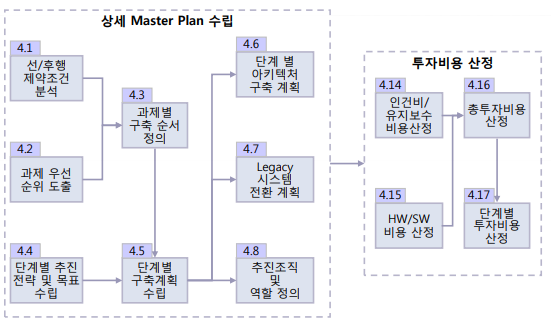 상세 Master Plan 수립
4.1
선/후행
제약조건
분석
4.2
과제 우선
순위 도출
4.3
과제별
구축 순서
정의
4.4
단계별 추진
전략 및 목표
수립
4.5
단계별
구축계획
수립
4.6
단계 별
아키텍처
구축 계획
4.7
Legacy
시스템
전환 계획
4.8
추진조직
및
역할 정의
투자비용 산정
4.14
인건비/
유지보수
비용산정
4.15
HW/SW
비용 산정
4.16
총투자비용
산정
4.17
단계별
투자비용
산정